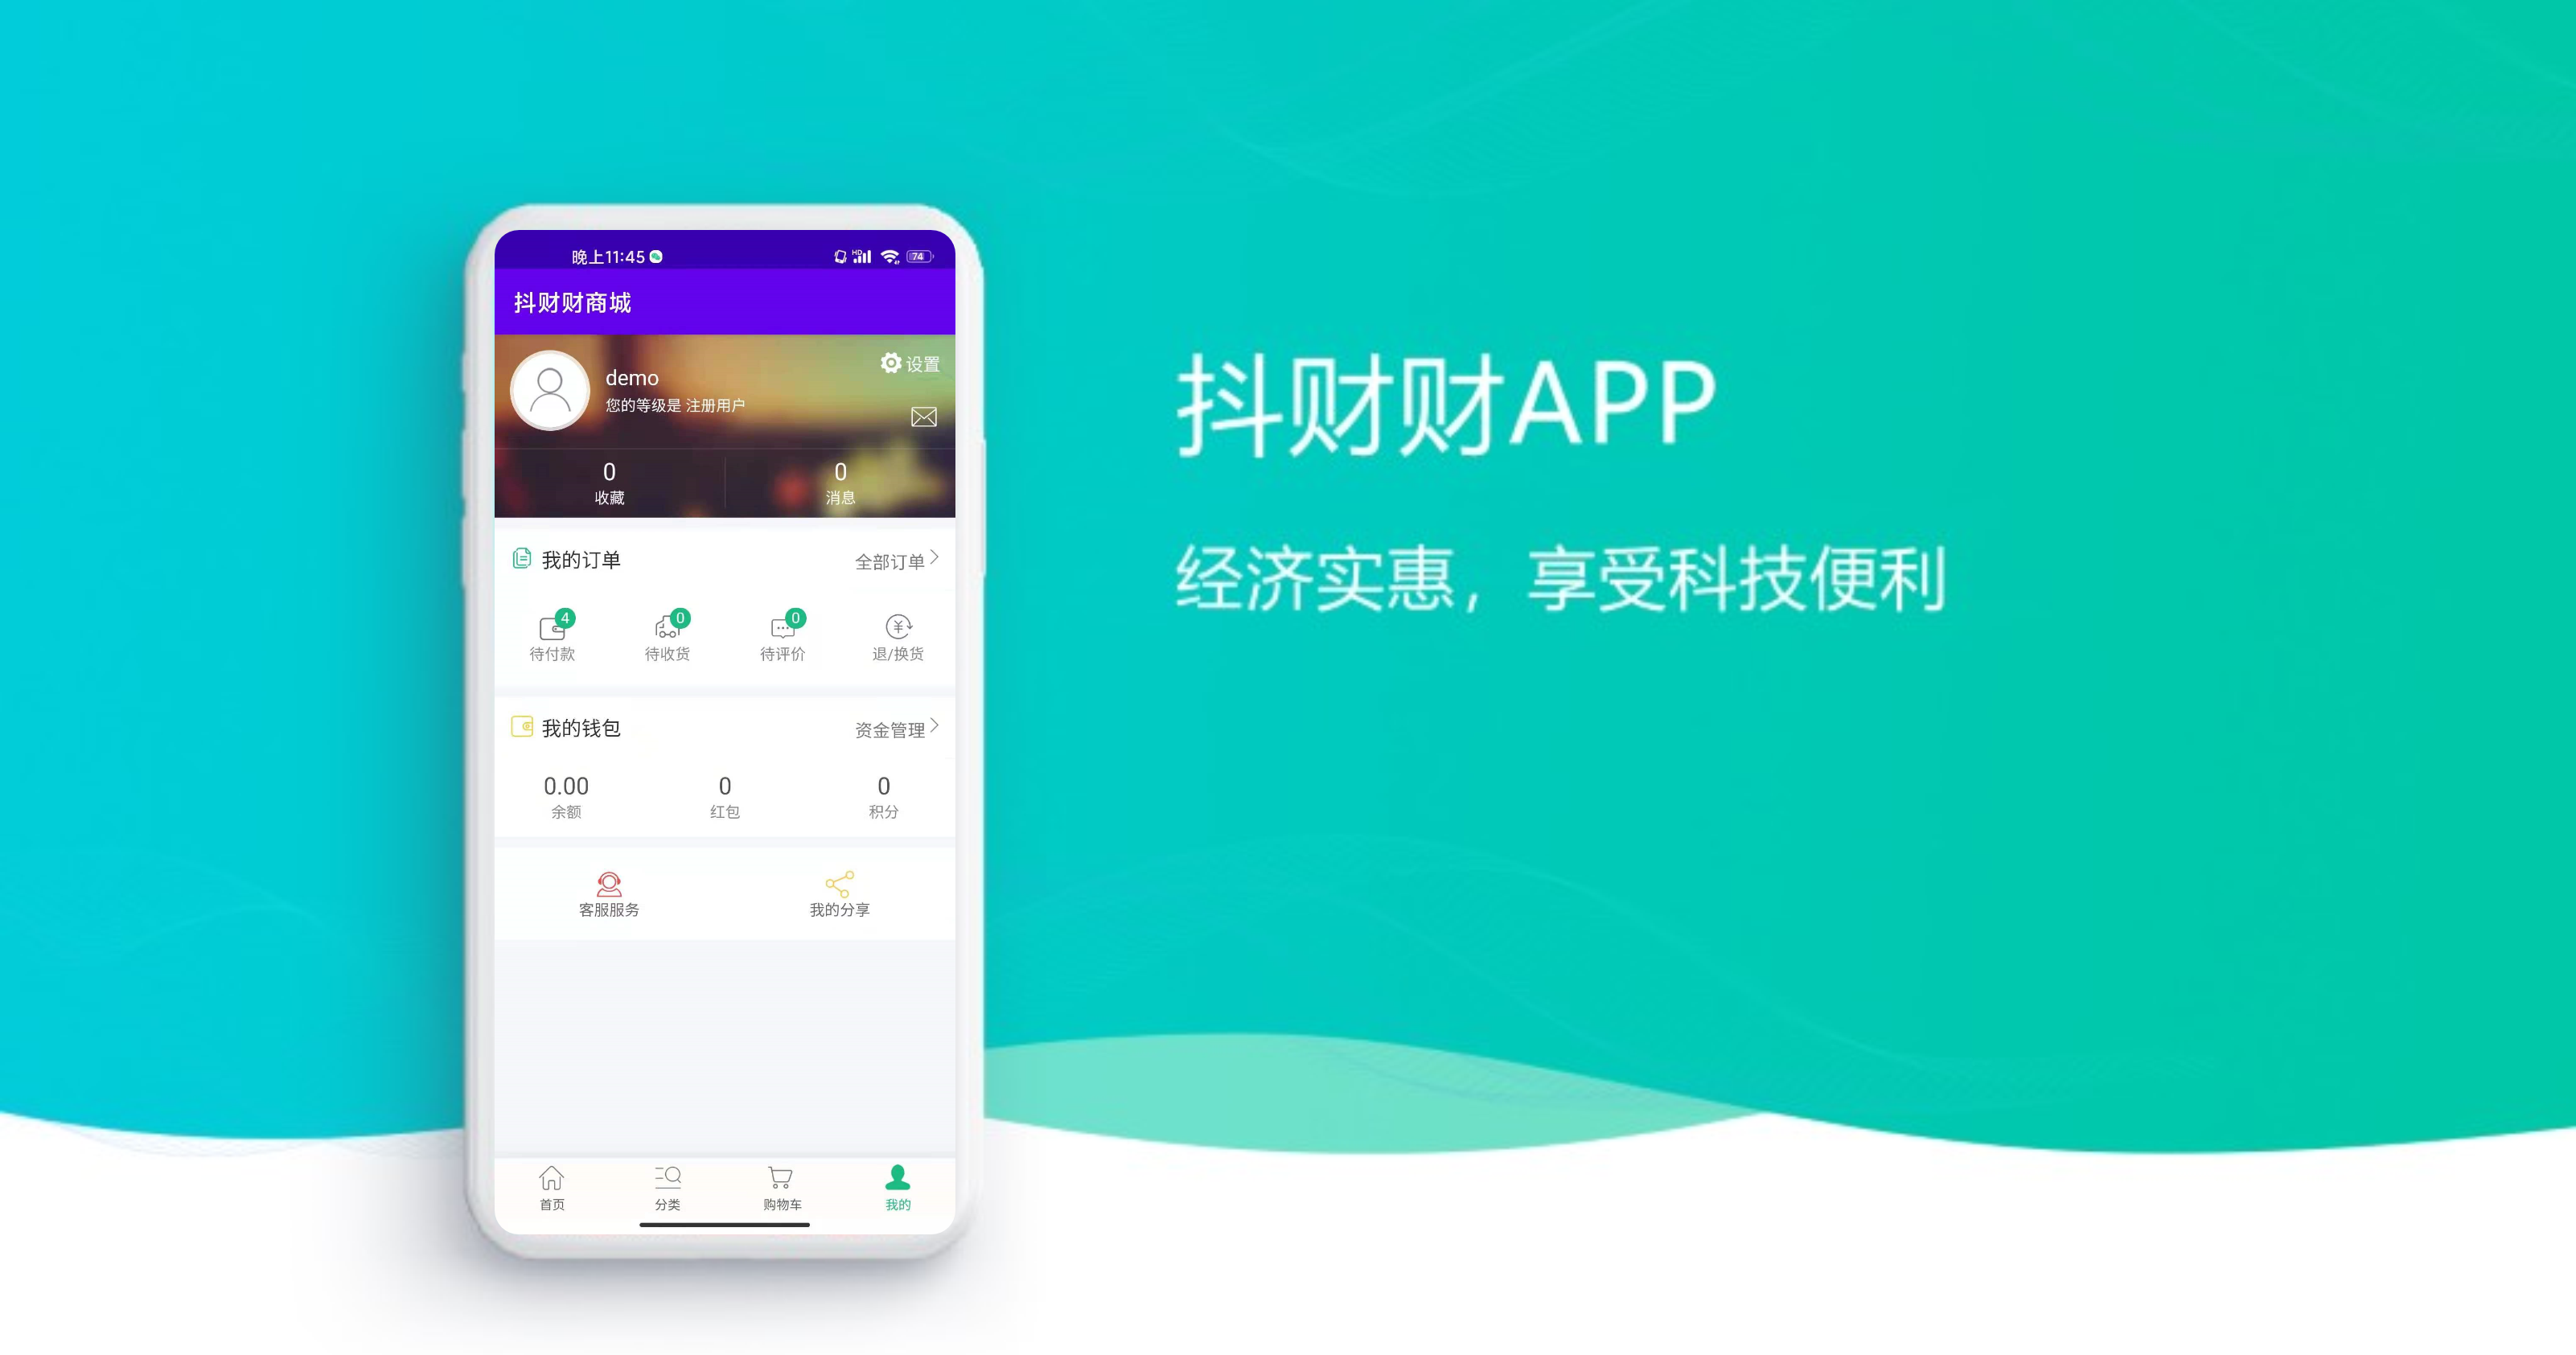 晚上11:45
HD
74
抖财财商城
demo
设置
您的等级是 注册用户
0
0
收藏
消息
我的订单
全部订单
4
0
0
待付款
待收货
待评价
退/换货
我的钱包
资金管理
0.00
0
0
余额
红包
积分
客服服务
我的分享
首页
分类
购物车
我的
抖财财APP
经济实惠，享受科技便利